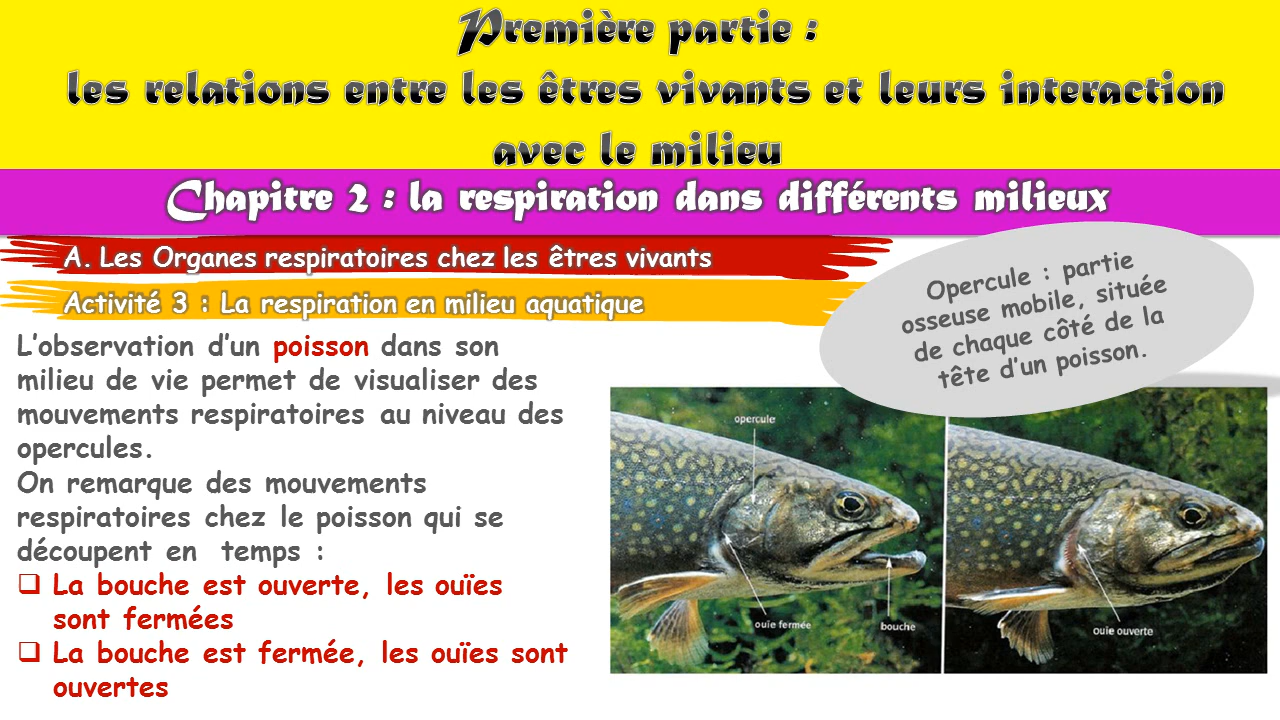 Première partie :
les relations entre les êtres vivants et leurs interaction
avec le milieu
Chapitre 2 : la respiration dans différents milieux
A. Les Organes respiratoires chez les êtres vivants
Activité 3 : La respiration en milieu aquatique
L'observation d'un poisson dans son
milieu de vie permet de visualiser des
mouvements respiratoires au niveau des
opercules.
On remarque des mouvements
respiratoires chez le poisson qui se
découpent en temps :
❑ La bouche est ouverte, les ouïes
sont fermées
❑ La bouche est fermée, les ouïes sont
ouvertes
Opercule : partie
osseuse mobile, située
de chaque côté de la
tête d'un poisson.
opercule
ouïe fermée
bouche
ouïe ouverte